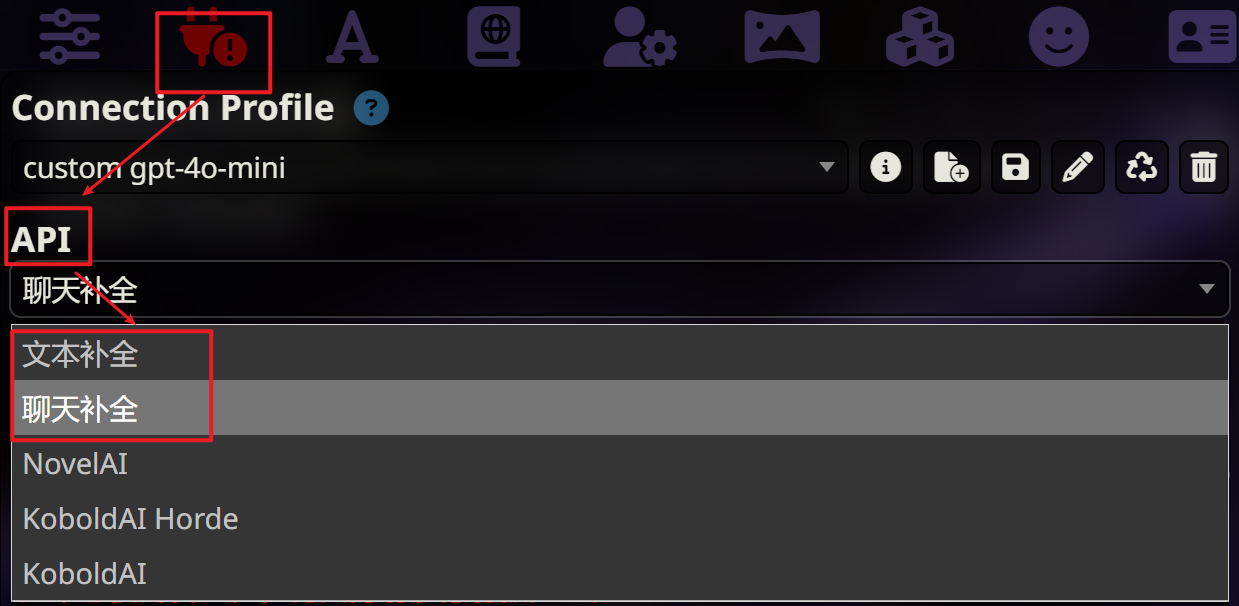 Connection Profile ?
custom gpt-4o-mini
API
聊天补全
文本补全
聊天补全
NovelAI
KoboldAI Horde
KoboldAI